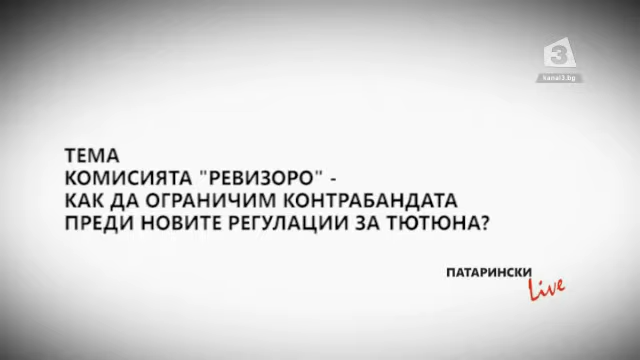 3
kanal3.bg
ТЕМА
КОМИСИЯТА "РЕВИЗОРО" -
КАК ДА ОГРАНИЧИМ КОНТРАБАНДАТА
ПРЕДИ НОВИТЕ РЕГУЛАЦИИ ЗА ТЮТЮНА?
ПАТАРИНСКИ
Live